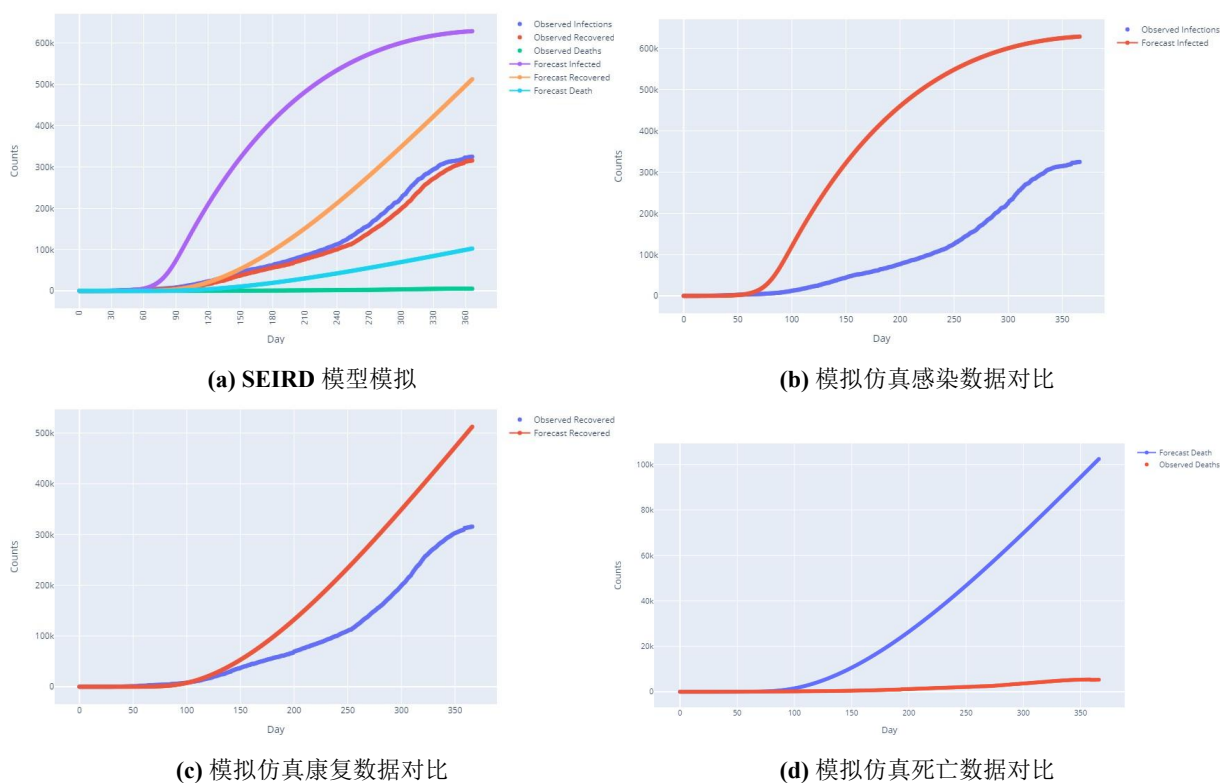 Observed Infections
Observed Recovered
Observed Deaths
Forecast Infected
Forecast Recovered
Forecast Death
600k
500k
400k
300k
200k
100k
0
Counts
0 30 60 90 120 150 180 210 240 270 300 330 360
Day
(a) SEIRD 模型模拟
Observed Infections
Forecast Infected
600k
500k
400k
300k
200k
100k
0
Counts
0 50 100 150 200 250 300 350
Day
(b) 模拟仿真感染数据对比
Observed Recovered
Forecast Recovered
500k
400k
300k
200k
100k
0
Counts
0 50 100 150 200 250 300 350
Day
(c) 模拟仿真康复数据对比
Forecast Death
Observed Deaths
100k
80k
60k
40k
20k
0
Counts
0 50 100 150 200 250 300 350
Day
(d) 模拟仿真死亡数据对比